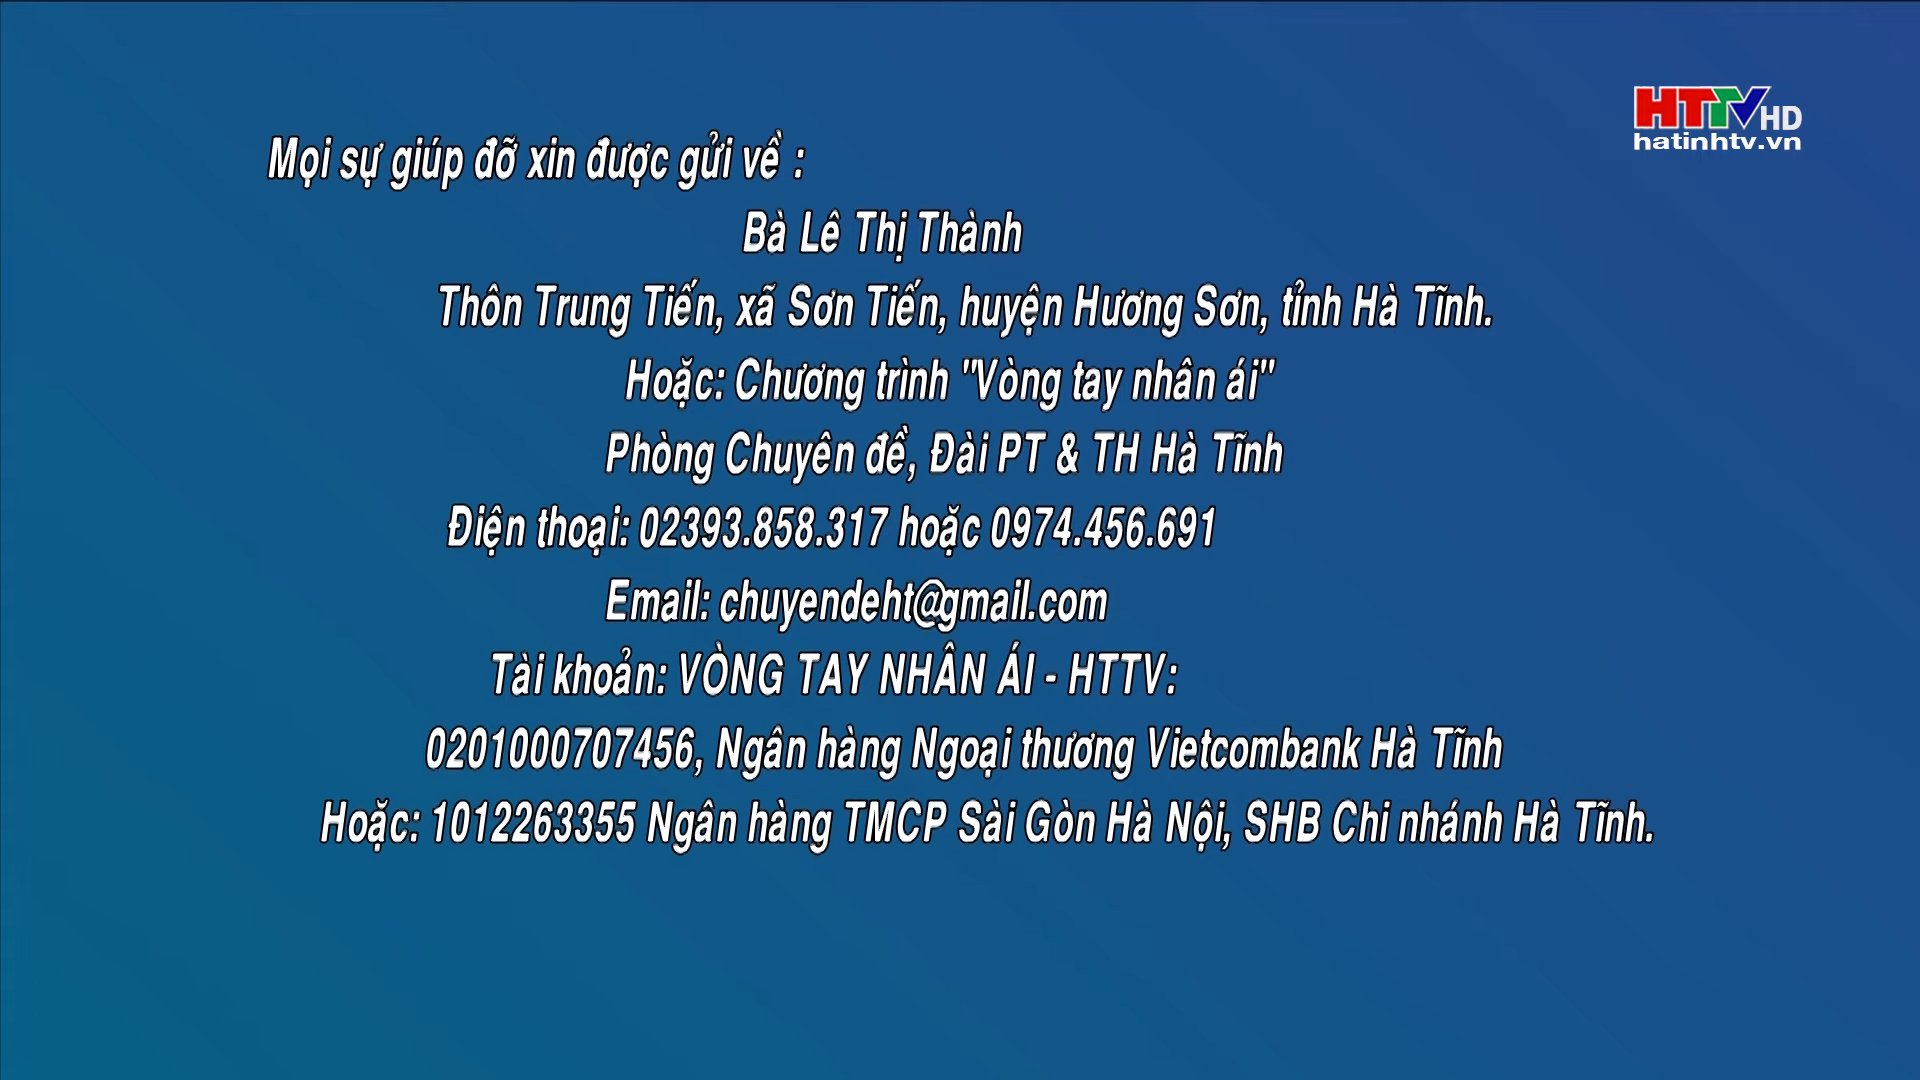 HTTV HD
hatinhtv.vn
Mọi sự giúp đỡ xin được gửi về :
Bà Lê Thị Thành
Thôn Trung Tiến, xã Sơn Tiến, huyện Hương Sơn, tỉnh Hà Tĩnh.
Hoặc: Chương trình "Vòng tay nhân ái"
Phòng Chuyên đề, Đài PT & TH Hà Tĩnh
Điện thoại: 02393.858.317 hoặc 0974.456.691
Email: chuyendeht@gmail.com
Tài khoản: VÒNG TAY NHÂN ÁI - HTTV:
0201000707456, Ngân hàng Ngoại thương Vietcombank Hà Tĩnh
Hoặc: 1012263355 Ngân hàng TMCP Sài Gòn Hà Nội, SHB Chi nhánh Hà Tĩnh.